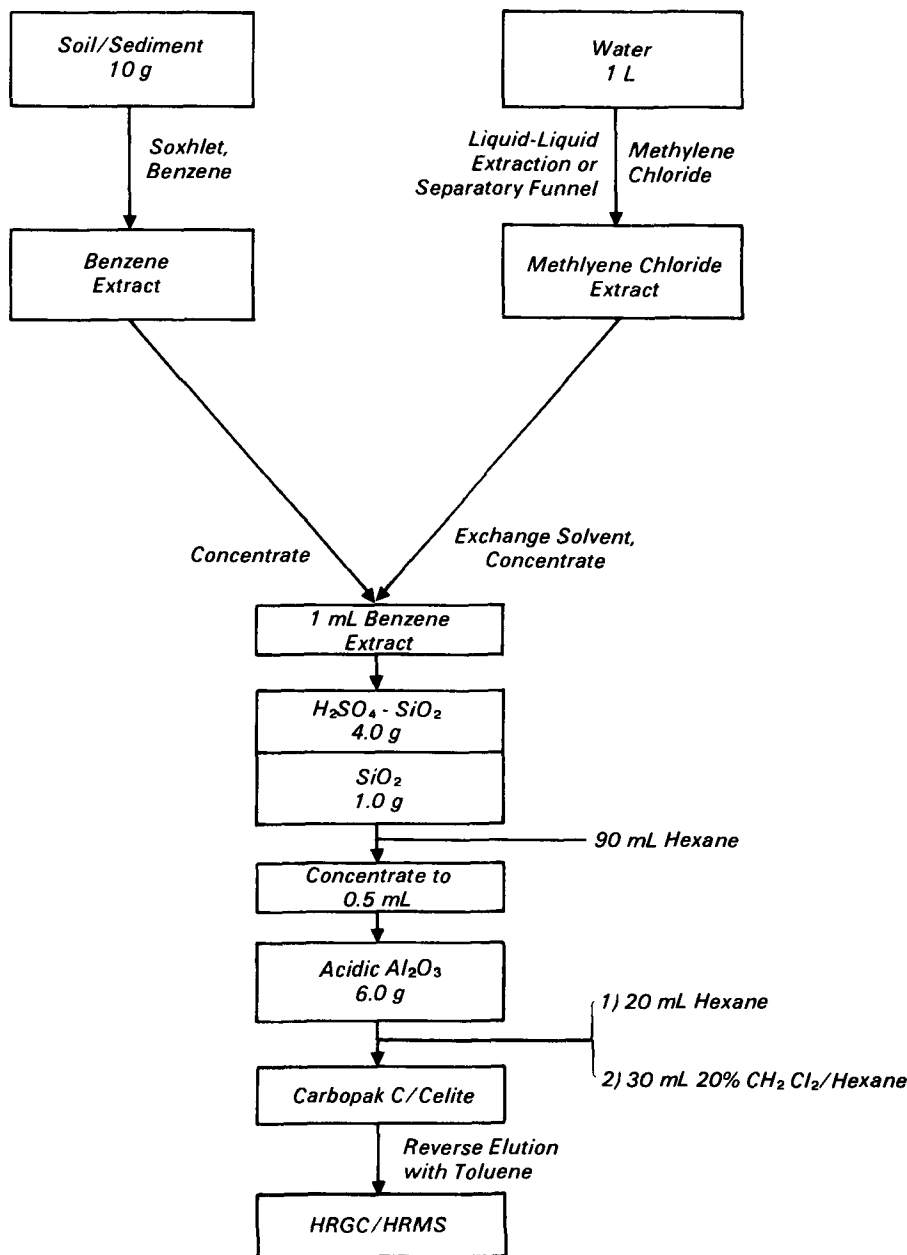 Soil/Sediment
10 g
Water
1 L
Soxhlet,
Benzene
Liquid-Liquid
Extraction or
Separatory Funnel
Methylene
Chloride
Benzene
Extract
Methlyene Chloride
Extract
Concentrate
Exchange Solvent,
Concentrate
1 mL Benzene
Extract
H₂SO₄ - SiO₂
4.0 g
SiO₂
1.0 g
90 mL Hexane
Concentrate to
0.5 mL
Acidic Al₂O₃
6.0 g
1) 20 mL Hexane
2) 30 mL 20% CH₂ Cl₂/Hexane
Carbopak C/Celite
Reverse Elution
with Toluene
HRGC/HRMS